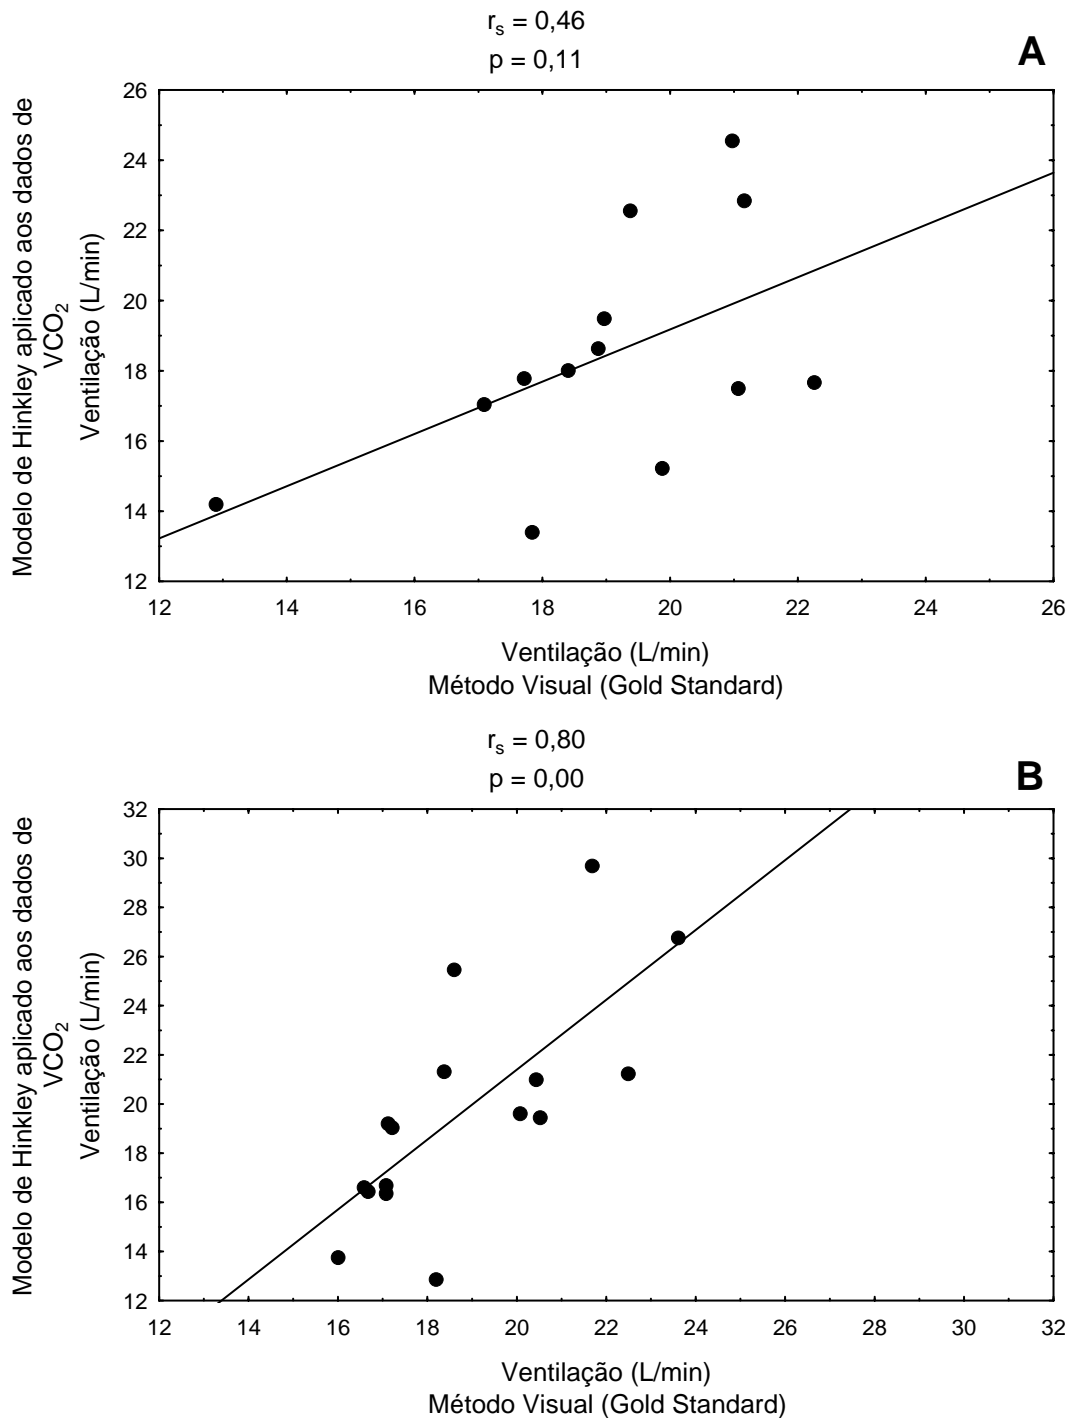 r_s = 0,46
p = 0,11
A
Modelo de Hinkley aplicado aos dados de
VCO₂
Ventilação (L/min)
26
24
22
20
18
16
14
12
12 14 16 18 20 22 24 26
Ventilação (L/min)
Método Visual (Gold Standard)
r_s = 0,80
p = 0,00
B
Modelo de Hinkley aplicado aos dados de
VCO₂
Ventilação (L/min)
32
30
28
26
24
22
20
18
16
14
12
12 14 16 18 20 22 24 26 28 30 32
Ventilação (L/min)
Método Visual (Gold Standard)